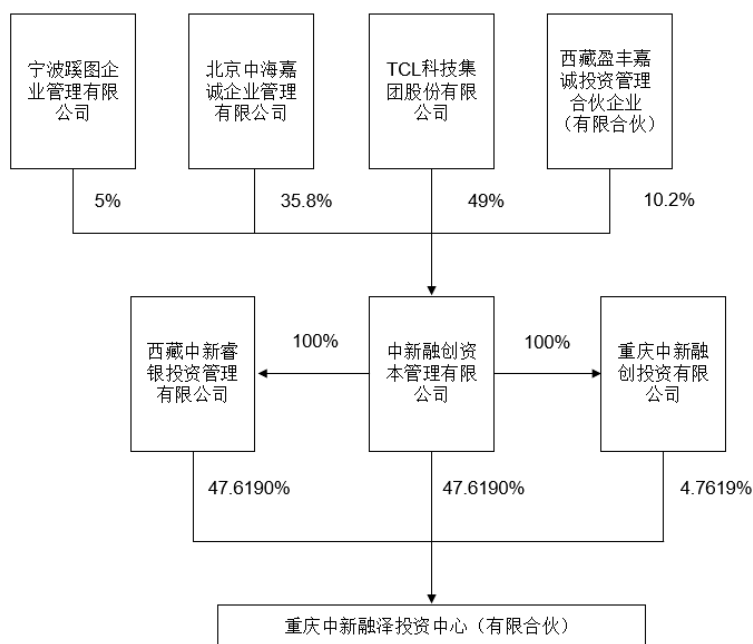 宁波蹊图企
业管理有限
公司
北京中海嘉
诚企业管理
有限公司
TCL科技集
团股份有限
公司
西藏盈丰嘉
诚投资管理
合伙企业
（有限合伙）
5%
35.8%
49%
10.2%
西藏中新睿
银投资管理
有限公司
100%
中新融创资
本管理有限
公司
100%
重庆中新融
创投资有限
公司
47.6190%
47.6190%
4.7619%
重庆中新融泽投资中心（有限合伙）